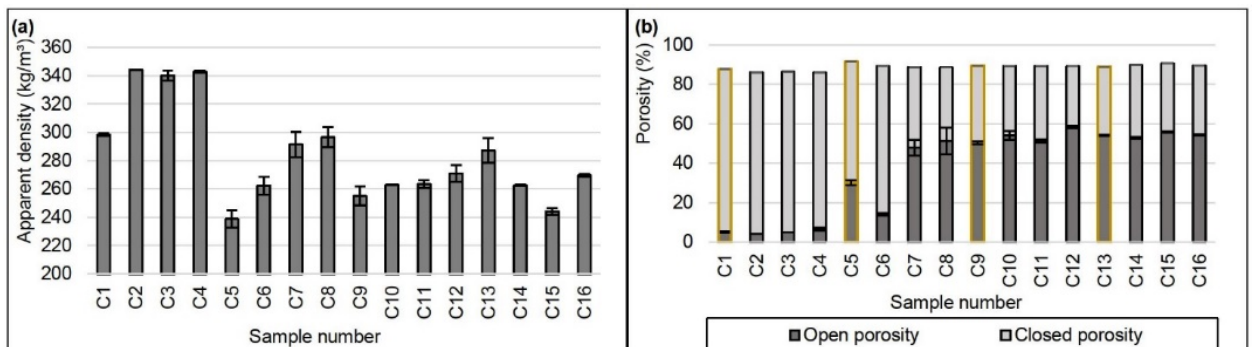 (a)
Apparent density (kg/m³)
360
340
320
300
280
260
240
220
200
C1 C2 C3 C4 C5 C6 C7 C8 C9 C10 C11 C12 C13 C14 C15 C16
Sample number
(b)
Porosity (%)
100
80
60
40
20
0
C1 C2 C3 C4 C5 C6 C7 C8 C9 C10 C11 C12 C13 C14 C15 C16
Sample number
Open porosity Closed porosity